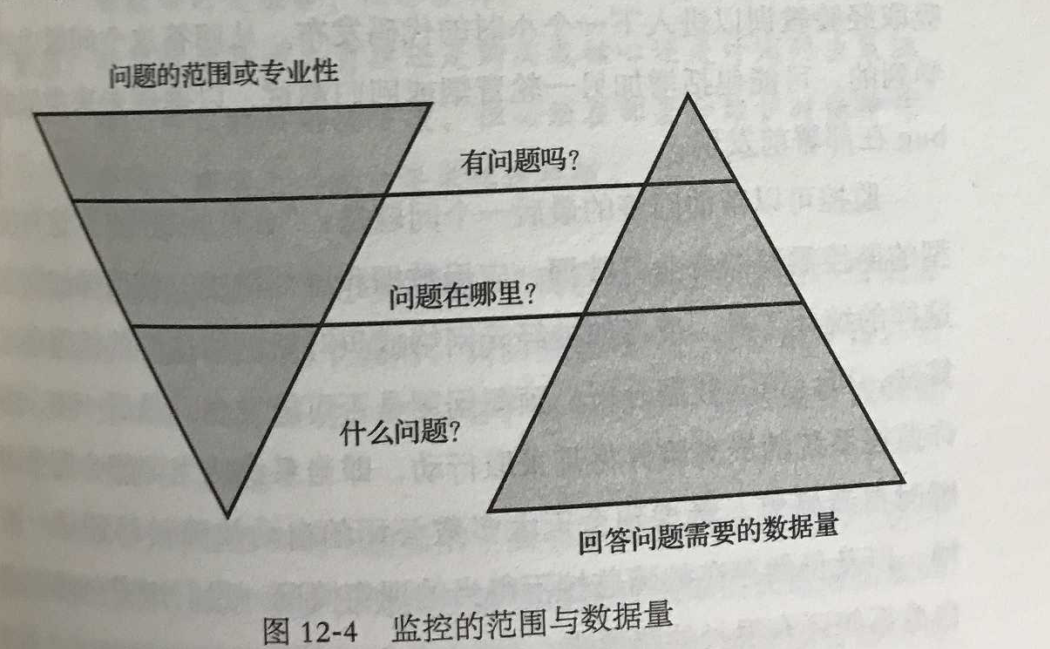 问题的范围或专业性
有问题吗?
问题在哪里?
什么问题?
回答问题需要的数据量
图 12-4 监控的范围与数据量